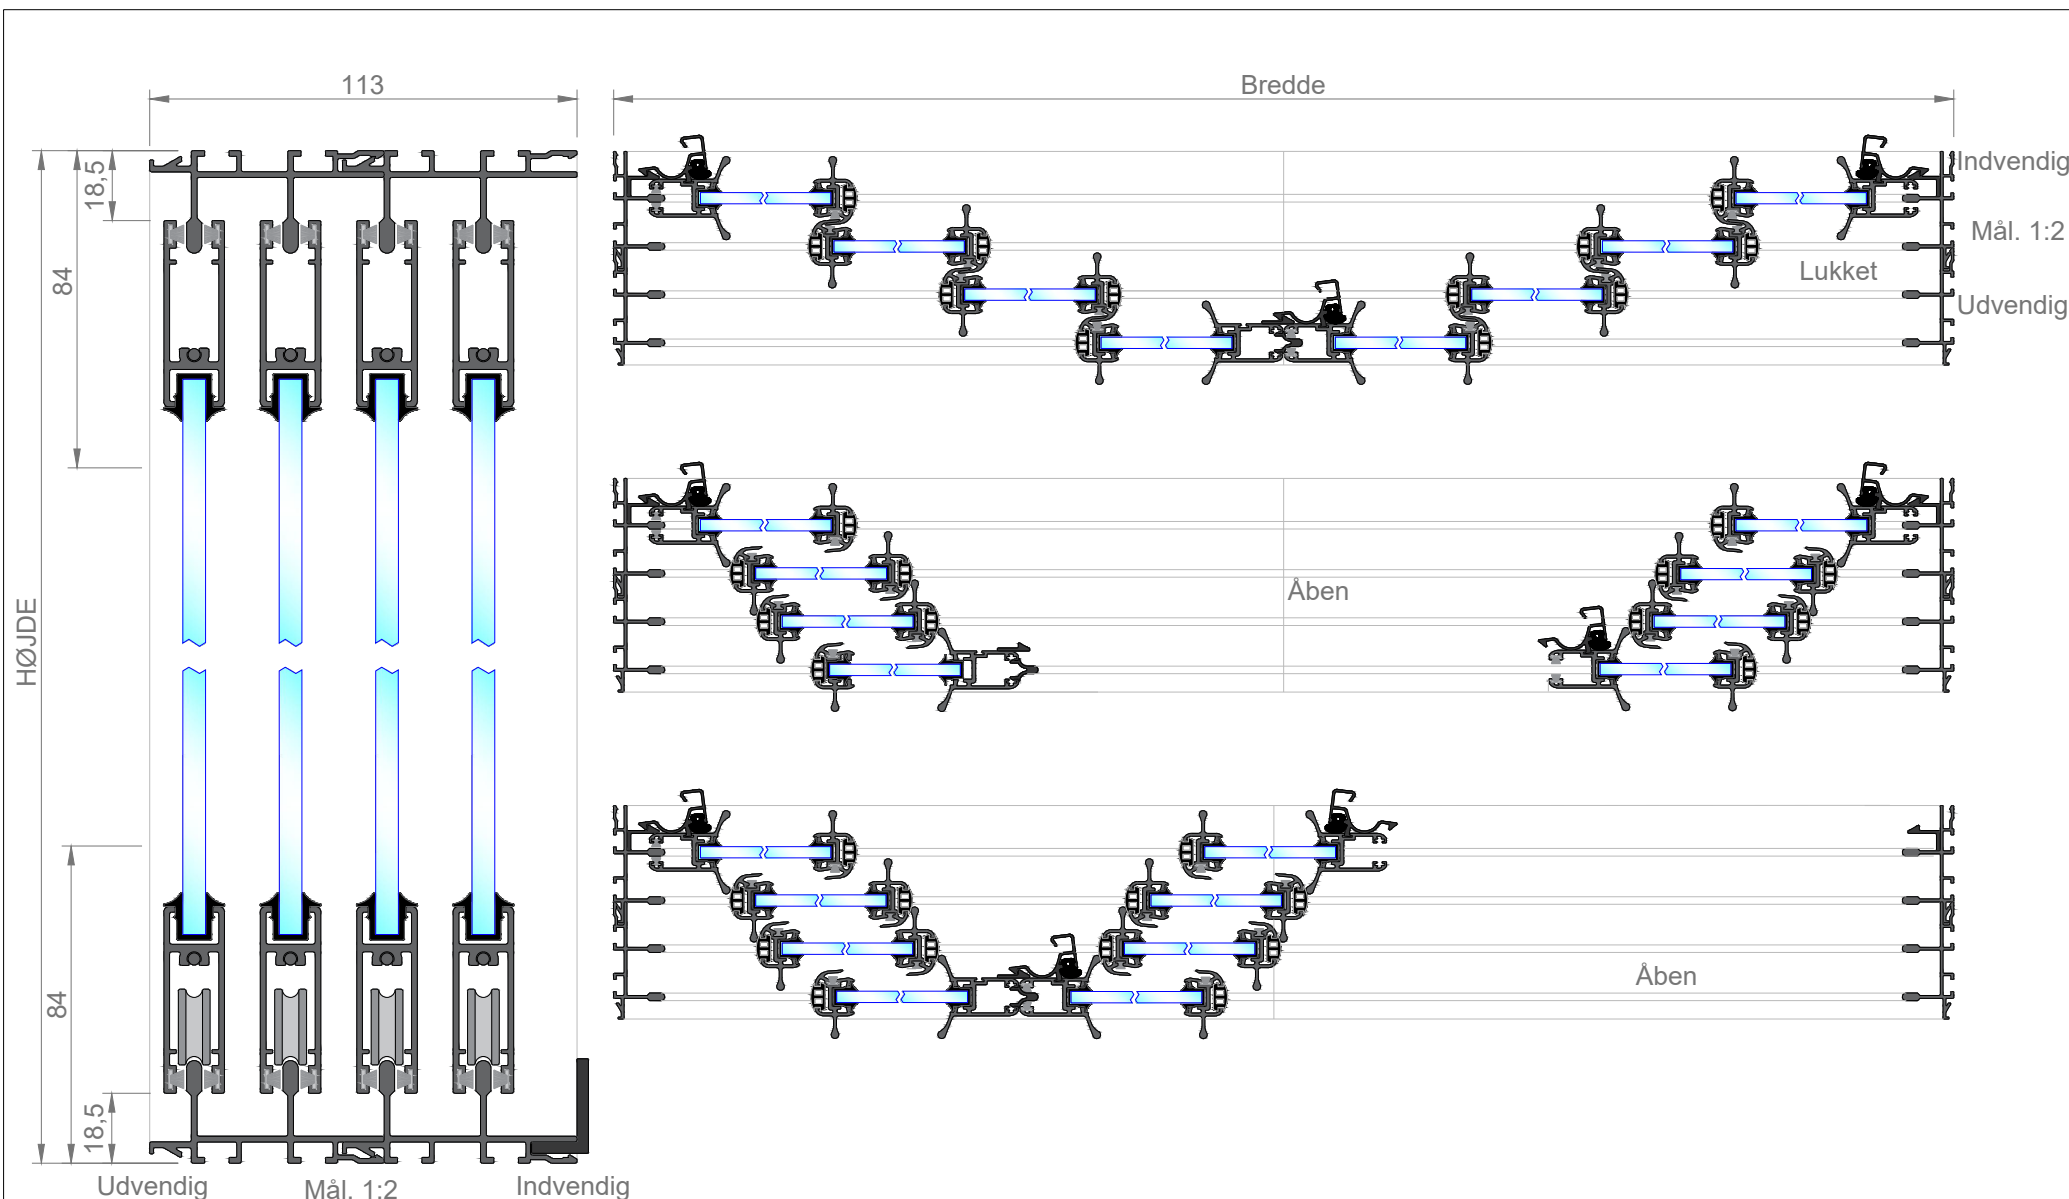 113
Bredde
18,5
84
HØJDE
84
18,5
Udvendig
Mål. 1:2
Indvendig
Indvendig
Mål. 1:2
Lukket
Udvendig
Åben
Åben